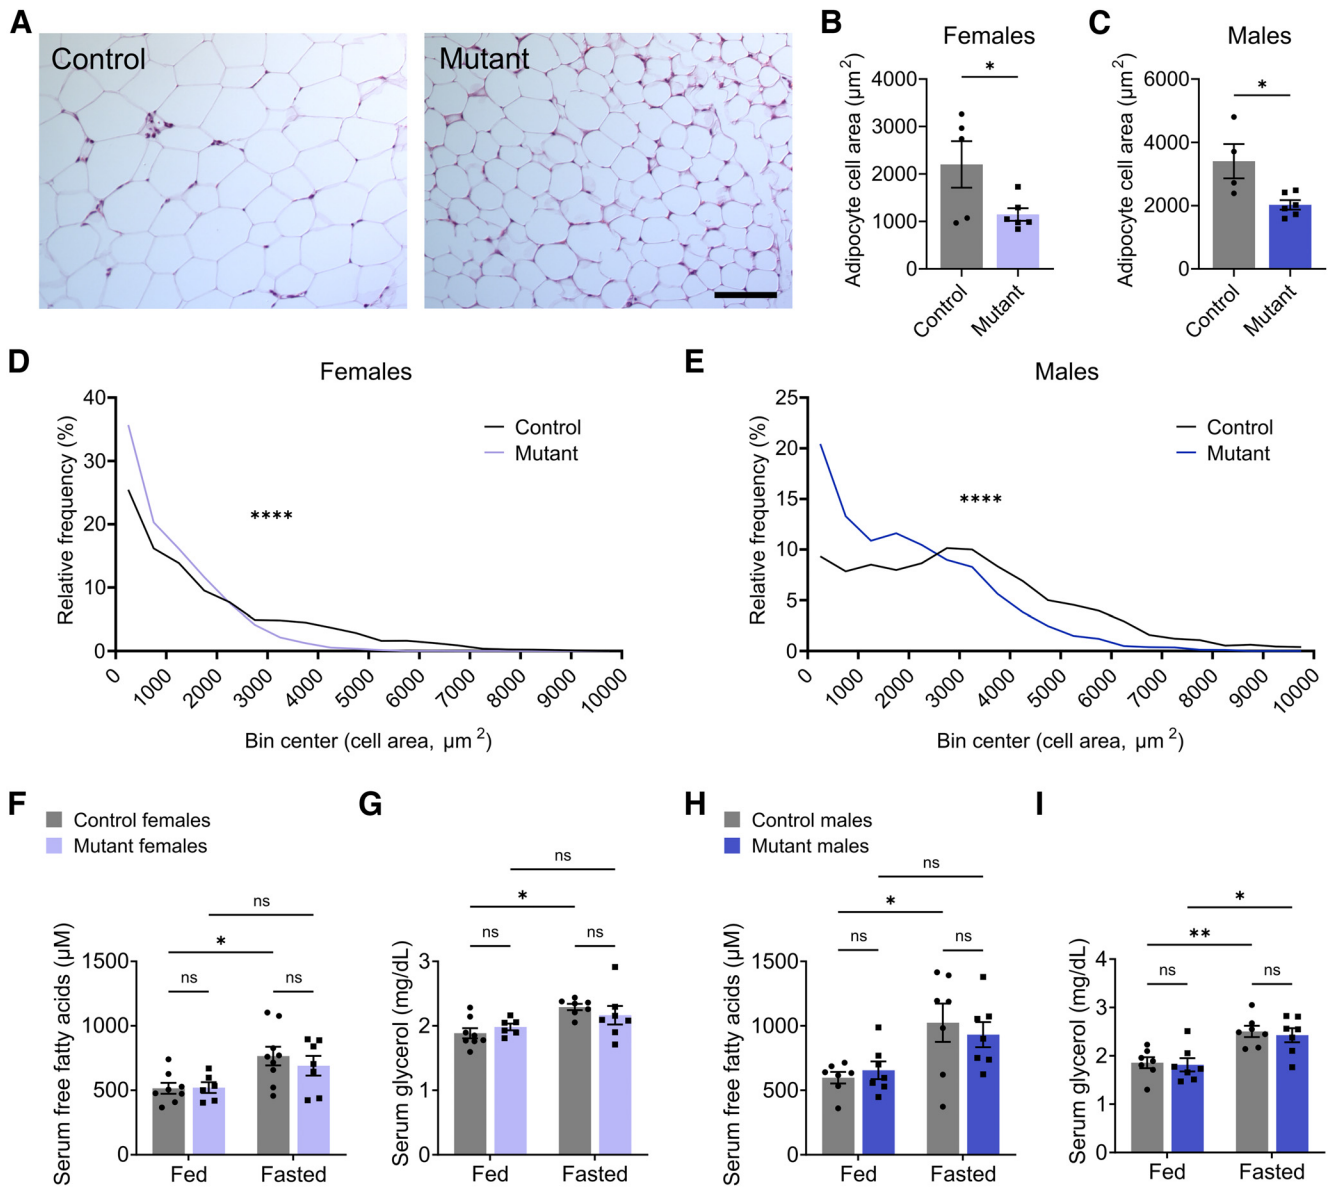 A
Control
Mutant
B
Females
Adipocyte cell area (µm²)
4000
3000
2000
1000
0
*
Control
Mutant
C
Males
Adipocyte cell area (µm²)
6000
4000
2000
0
*
Control
Mutant
D
Females
Relative frequency (%)
40
30
20
10
0
Control
Mutant
****
0
1000
2000
3000
4000
5000
6000
7000
8000
9000
10000
Bin center (cell area, µm²)
E
Males
Relative frequency (%)
25
20
15
10
5
0
Control
Mutant
****
0
1000
2000
3000
4000
5000
6000
7000
8000
9000
10000
Bin center (cell area, µm²)
F
Control females
Mutant females
Serum free fatty acids (µM)
1500
1000
500
0
ns
*
ns
ns
Fed
Fasted
G
Serum glycerol (mg/dL)
3
2
1
0
ns
*
ns
ns
Fed
Fasted
H
Control males
Mutant males
Serum free fatty acids (µM)
1500
1000
500
0
ns
*
ns
ns
Fed
Fasted
I
Serum glycerol (mg/dL)
4
3
2
1
0
*
**
ns
ns
Fed
Fasted